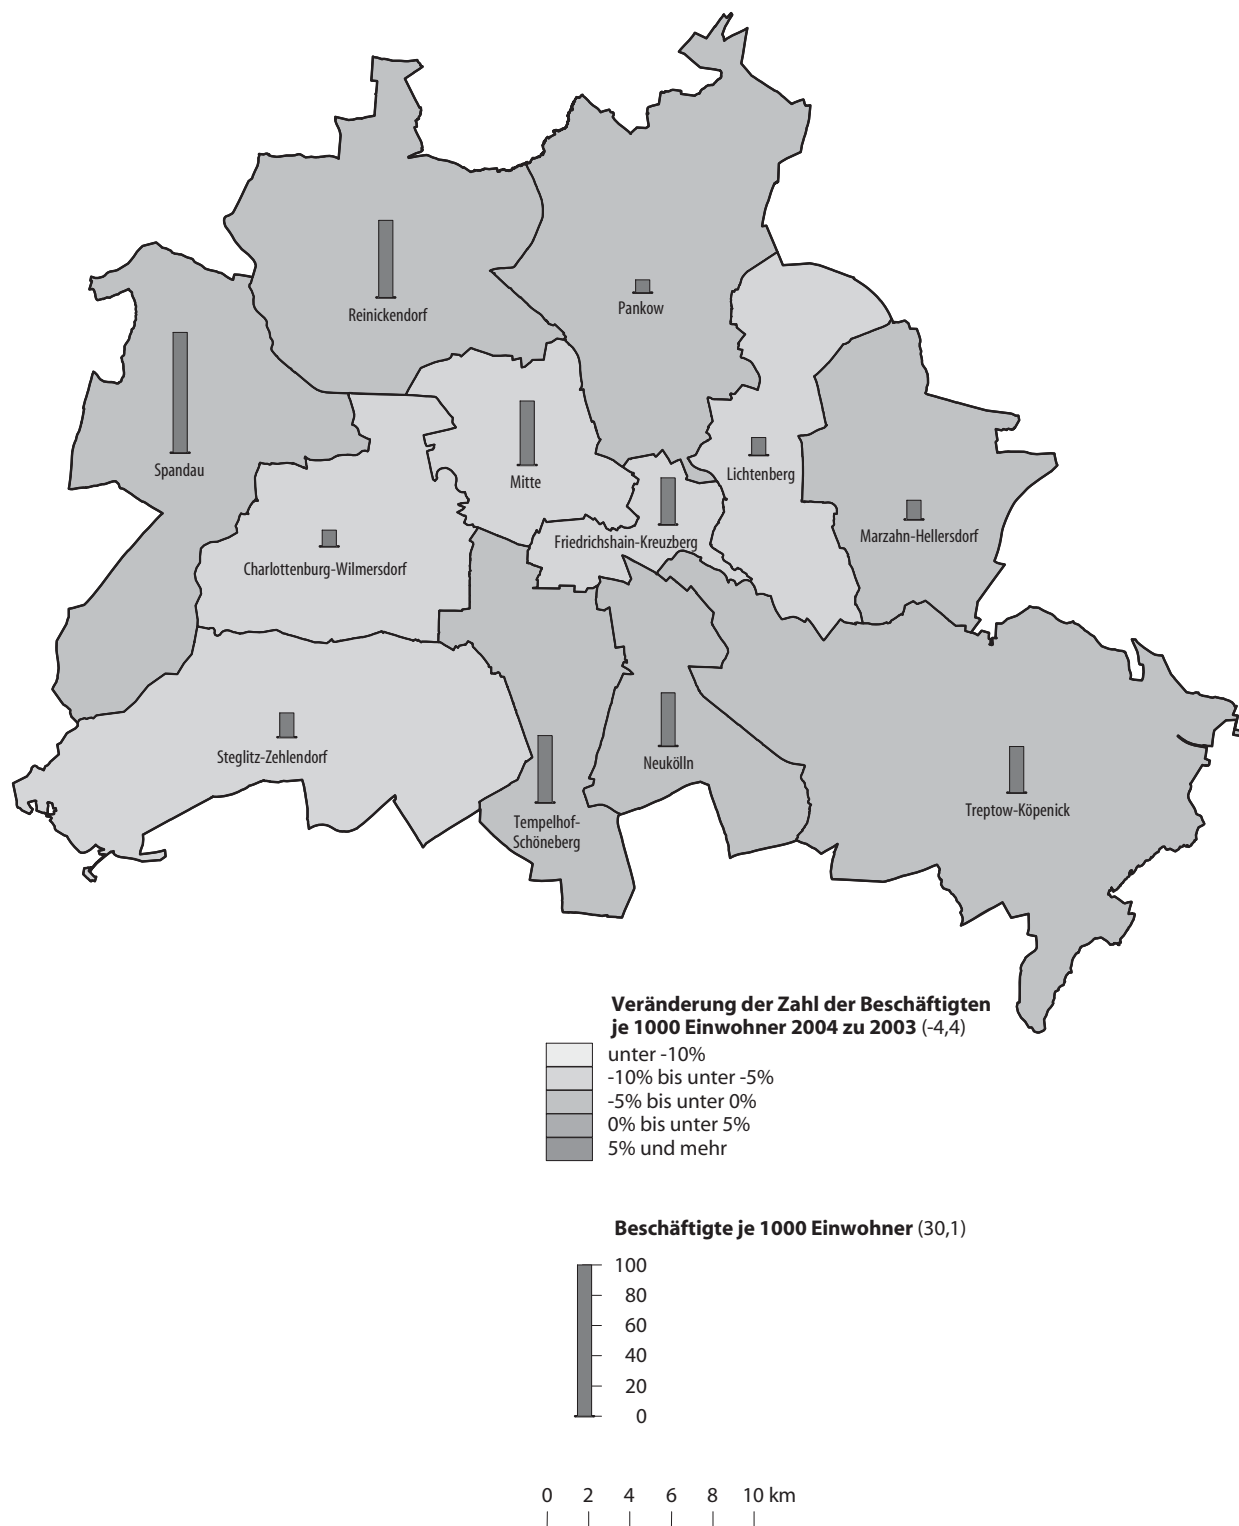 Reinickendorf
Pankow
Spandau
Mitte
Lichtenberg
Friedrichshain-Kreuzberg
Marzahn-Hellersdorf
Charlottenburg-Wilmersdorf
Steglitz-Zehlendorf
Neukölln
Tempelhof-
Schöneberg
Treptow-Köpenick
Veränderung der Zahl der Beschäftigten
je 1000 Einwohner 2004 zu 2003 (-4,4)
unter -10%
-10% bis unter -5%
-5% bis unter 0%
0% bis unter 5%
5% und mehr
Beschäftigte je 1000 Einwohner (30,1)
100
80
60
40
20
0
0 2 4 6 8 10 km